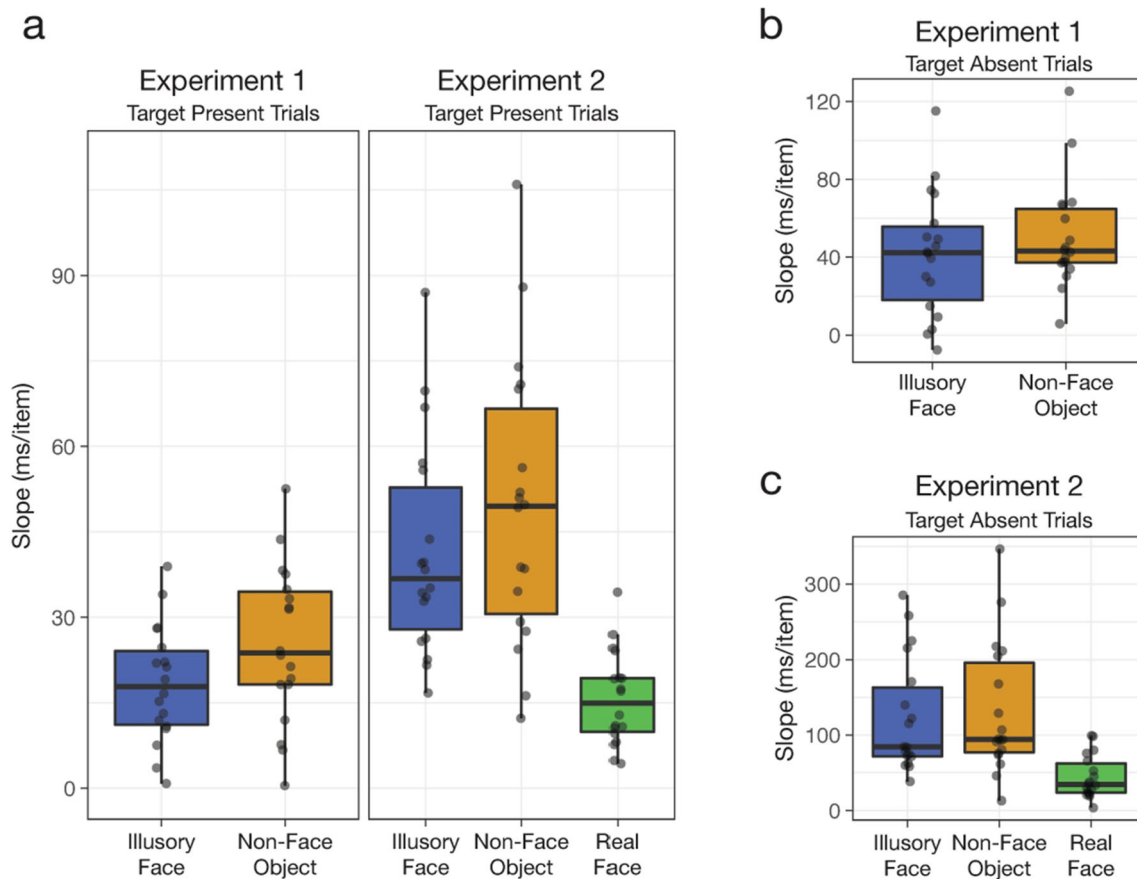 a
Experiment 1
Target Present Trials
Experiment 2
Target Present Trials
Slope (ms/item)
90
60
30
0
Illusory
Face
Non-Face
Object
Illusory
Face
Non-Face
Object
Real
Face
b
Experiment 1
Target Absent Trials
Slope (ms/item)
120
80
40
0
Illusory
Face
Non-Face
Object
c
Experiment 2
Target Absent Trials
Slope (ms/item)
300
200
100
0
Illusory
Face
Non-Face
Object
Real
Face